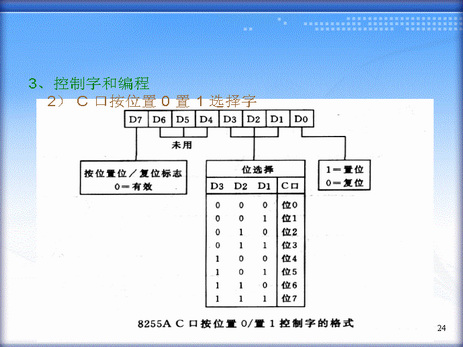 3、控制字和编程
2） C 口按位置 0 置 1 选择字
D7 D6 D5 D4 D3 D2 D1 D0
未用
按位置位／复位标志
0＝有效
位选择
D3 D2 D1 C口
0 0 0 位0
0 0 1 位1
0 1 0 位2
0 1 1 位3
1 0 0 位4
1 0 1 位5
1 1 0 位6
1 1 1 位7
1＝置位
0＝复位
8255A C 口按位置 0/置 1 控制字的格式
24